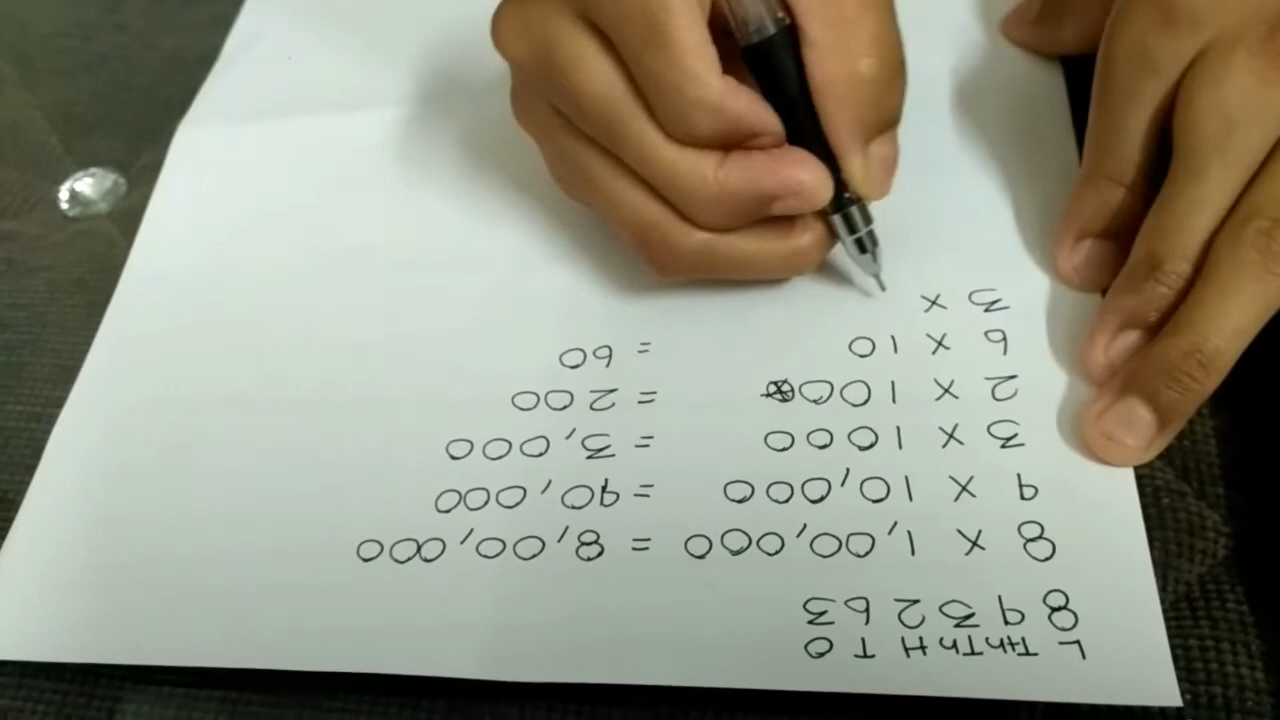 L TTh Th H T O
8 9 3 2 6 3
8 × 1,00,000 = 8,00,000
9 × 10,000 = 90,000
3 × 1000 = 3,000
2 × 100 = 200
6 × 10 = 60
3 ×